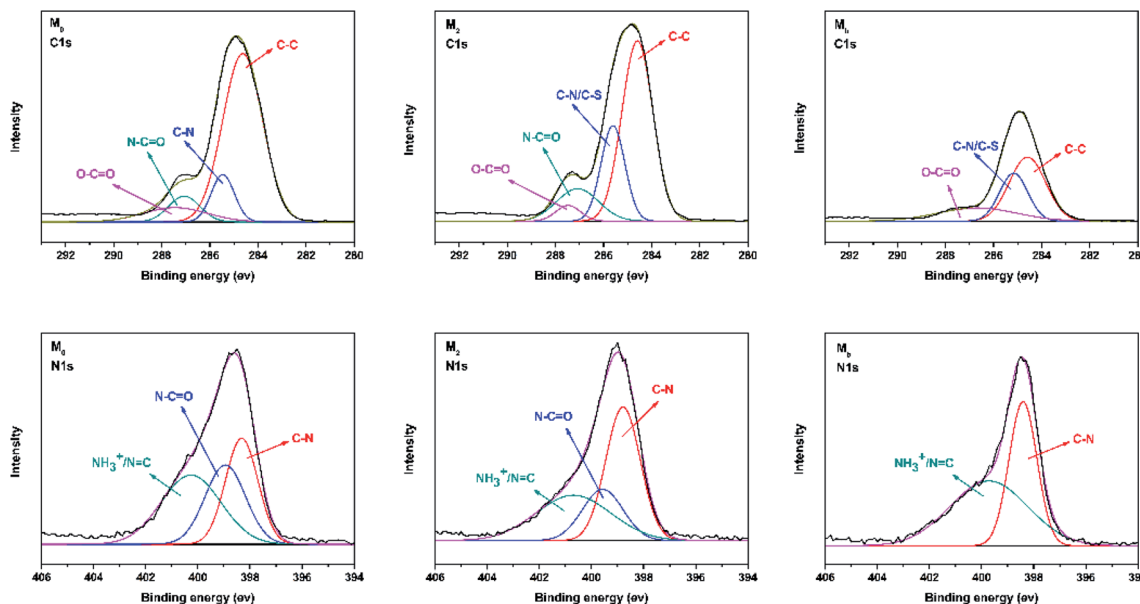 M₀
C1s
C-C
C-N
N-C=O
O-C=O
Intensity
292 290 288 286 284 282 280
Binding energy (ev)
M₂
C1s
C-C
C-N/C-S
N-C=O
O-C=O
Intensity
292 290 288 286 284 282 280
Binding energy (ev)
C1s
C-C
C-N/C-S
O-C=O
Intensity
292 290 288 286 284 282 280
Binding energy (ev)
M₀
N1s
N-C=O
C-N
NH₃⁺/N=C
Intensity
406 404 402 400 398 396 394
Binding energy (ev)
M₂
N1s
C-N
N-C=O
NH₃⁺/N=C
Intensity
406 404 402 400 398 396 394
Binding energy (ev)
N1s
C-N
NH₃⁺/N=C
Intensity
406 404 402 400 398 396 394
Binding energy (ev)